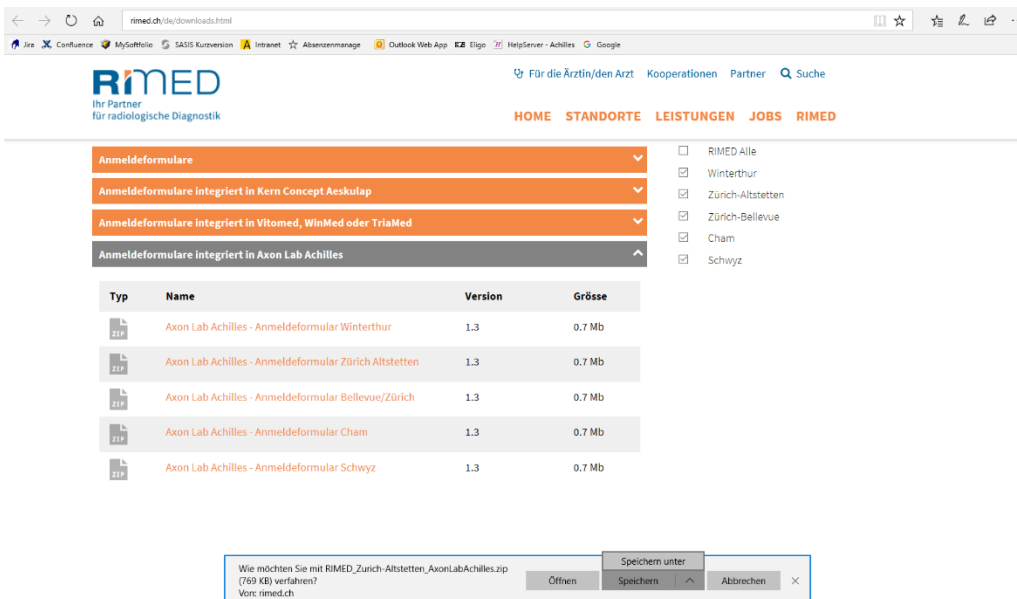 rimed.ch/de/downloads.html
Jira Confluence MySoftfolio SASIS Kurzversion Intranet Absenzenmanage Outlook Web App Eligo HelpServer - Achilles Google
RiMED
Ihr Partner
für radiologische Diagnostik
Für die Ärztin/den Arzt Kooperationen Partner Suche
HOME STANDORTE LEISTUNGEN JOBS RIMED
Anmeldeformulare
Anmeldeformulare integriert in Kern Concept Aeskulap
Anmeldeformulare integriert in Vitomed, WinMed oder TriaMed
Anmeldeformulare integriert in Axon Lab Achilles
RIMED Alle
Winterthur
Zürich-Altstetten
Zürich-Bellevue
Cham
Schwyz
Typ Name Version Grösse
ZIP Axon Lab Achilles - Anmeldeformular Winterthur 1.3 0.7 Mb
ZIP Axon Lab Achilles - Anmeldeformular Zürich Altstetten 1.3 0.7 Mb
ZIP Axon Lab Achilles - Anmeldeformular Bellevue/Zürich 1.3 0.7 Mb
ZIP Axon Lab Achilles - Anmeldeformular Cham 1.3 0.7 Mb
ZIP Axon Lab Achilles - Anmeldeformular Schwyz 1.3 0.7 Mb
Speichern unter
Wie möchten Sie mit RIMED_Zurich-Altstetten_AxonLabAchilles.zip
(769 KB) verfahren?
Von: rimed.ch
Öffnen Speichern Abbrechen